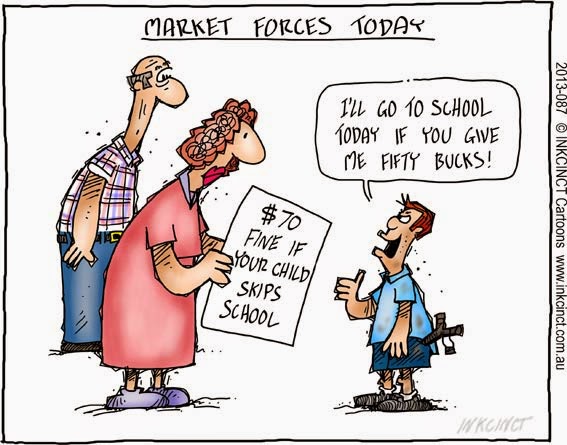 MARKET FORCES TODAY
$70
FINE IF
YOUR CHILD
SKIPS
SCHOOL
I'LL GO TO SCHOOL
TODAY IF YOU GIVE
ME FIFTY BUCKS!
2013-087 © INKCINCT Cartoons www.inkcinct.com.au
INKCINCT